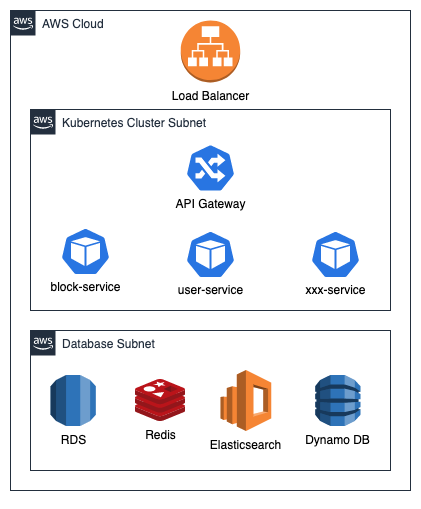 aws AWS Cloud
Load Balancer
aws Kubernetes Cluster Subnet
API Gateway
block-service
user-service
xxx-service
aws Database Subnet
RDS
Redis
Elasticsearch
Dynamo DB